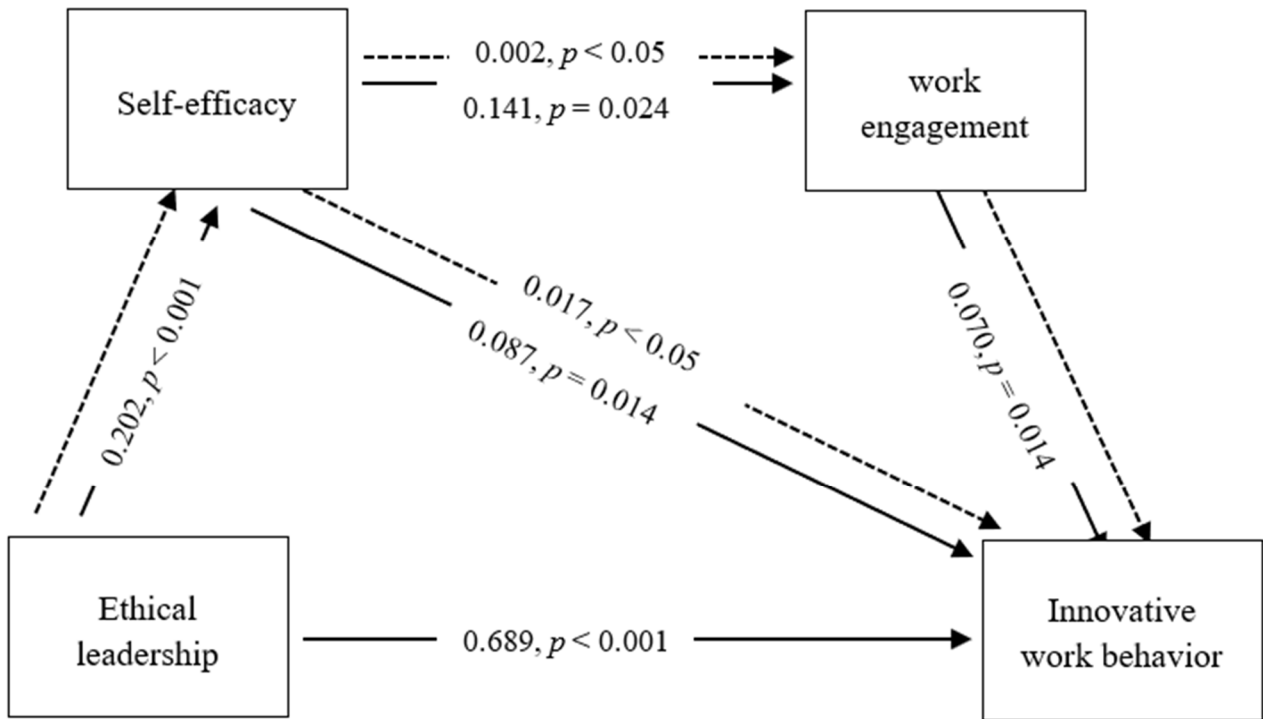 Self-efficacy
0.002, p < 0.05
0.141, p = 0.024
work
engagement
0.202, p < 0.001
0.017, p < 0.05
0.087, p = 0.014
0.070, p = 0.014
Ethical
leadership
0.689, p < 0.001
Innovative
work behavior